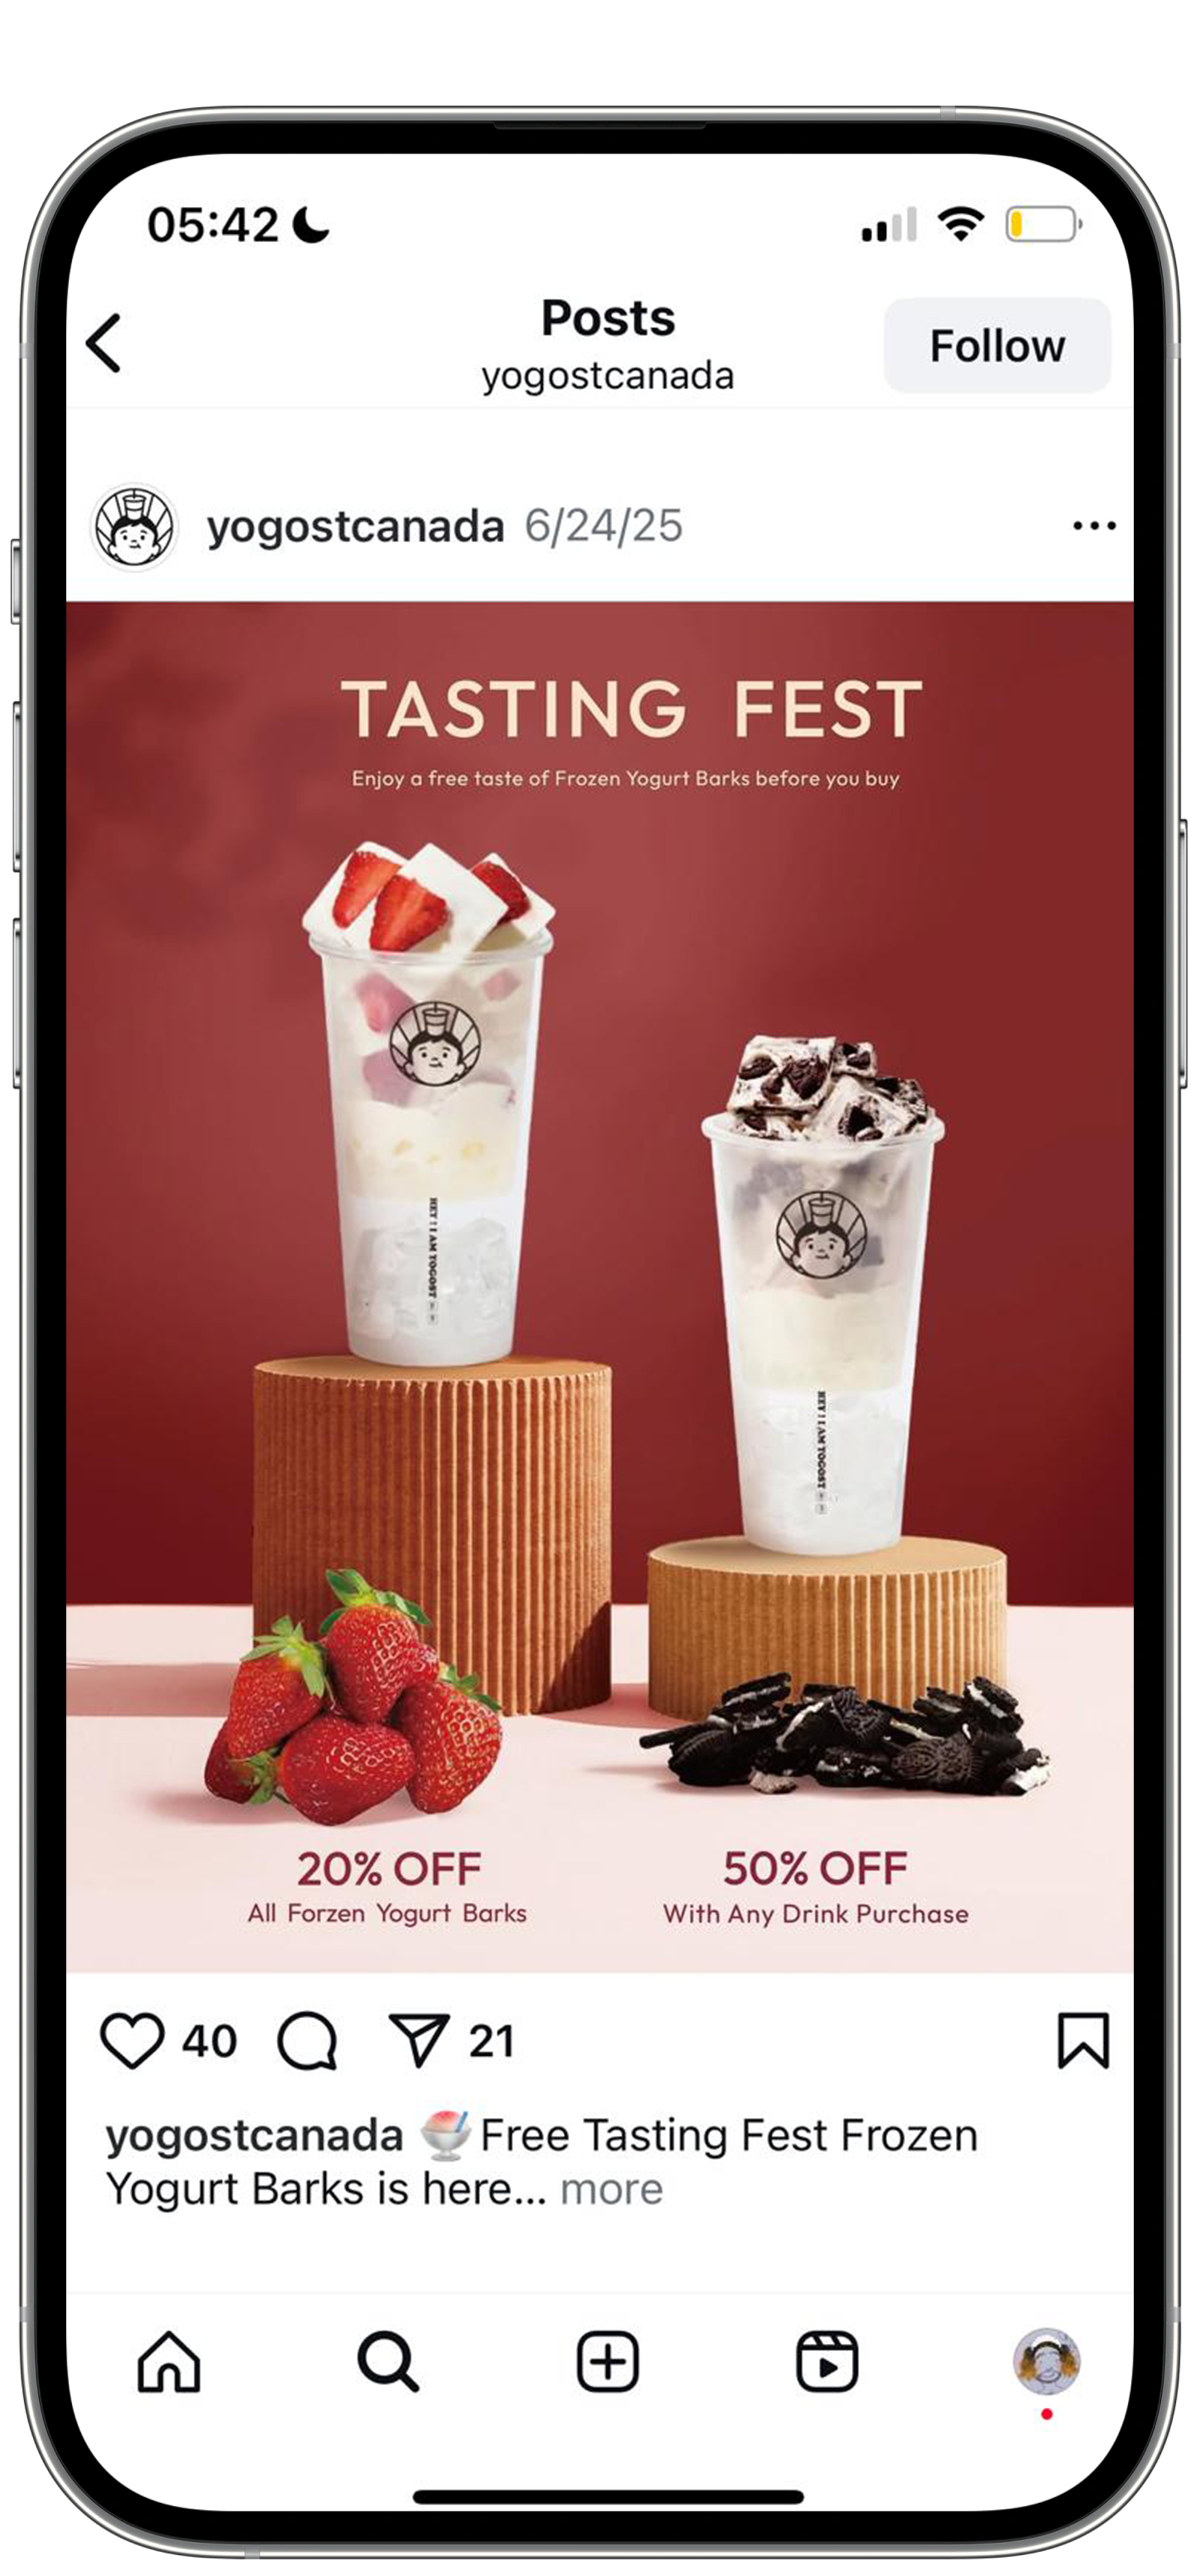 05:42
Posts
yogostcanada
Follow
yogostcanada 6/24/25
TASTING FEST
Enjoy a free taste of Frozen Yogurt Barks before you buy
HEY! I AM YOGOST
HEY! I AM YOGOST
20% OFF
All Forzen Yogurt Barks
50% OFF
With Any Drink Purchase
40
21
yogostcanada 🍧Free Tasting Fest Frozen
Yogurt Barks is here... more